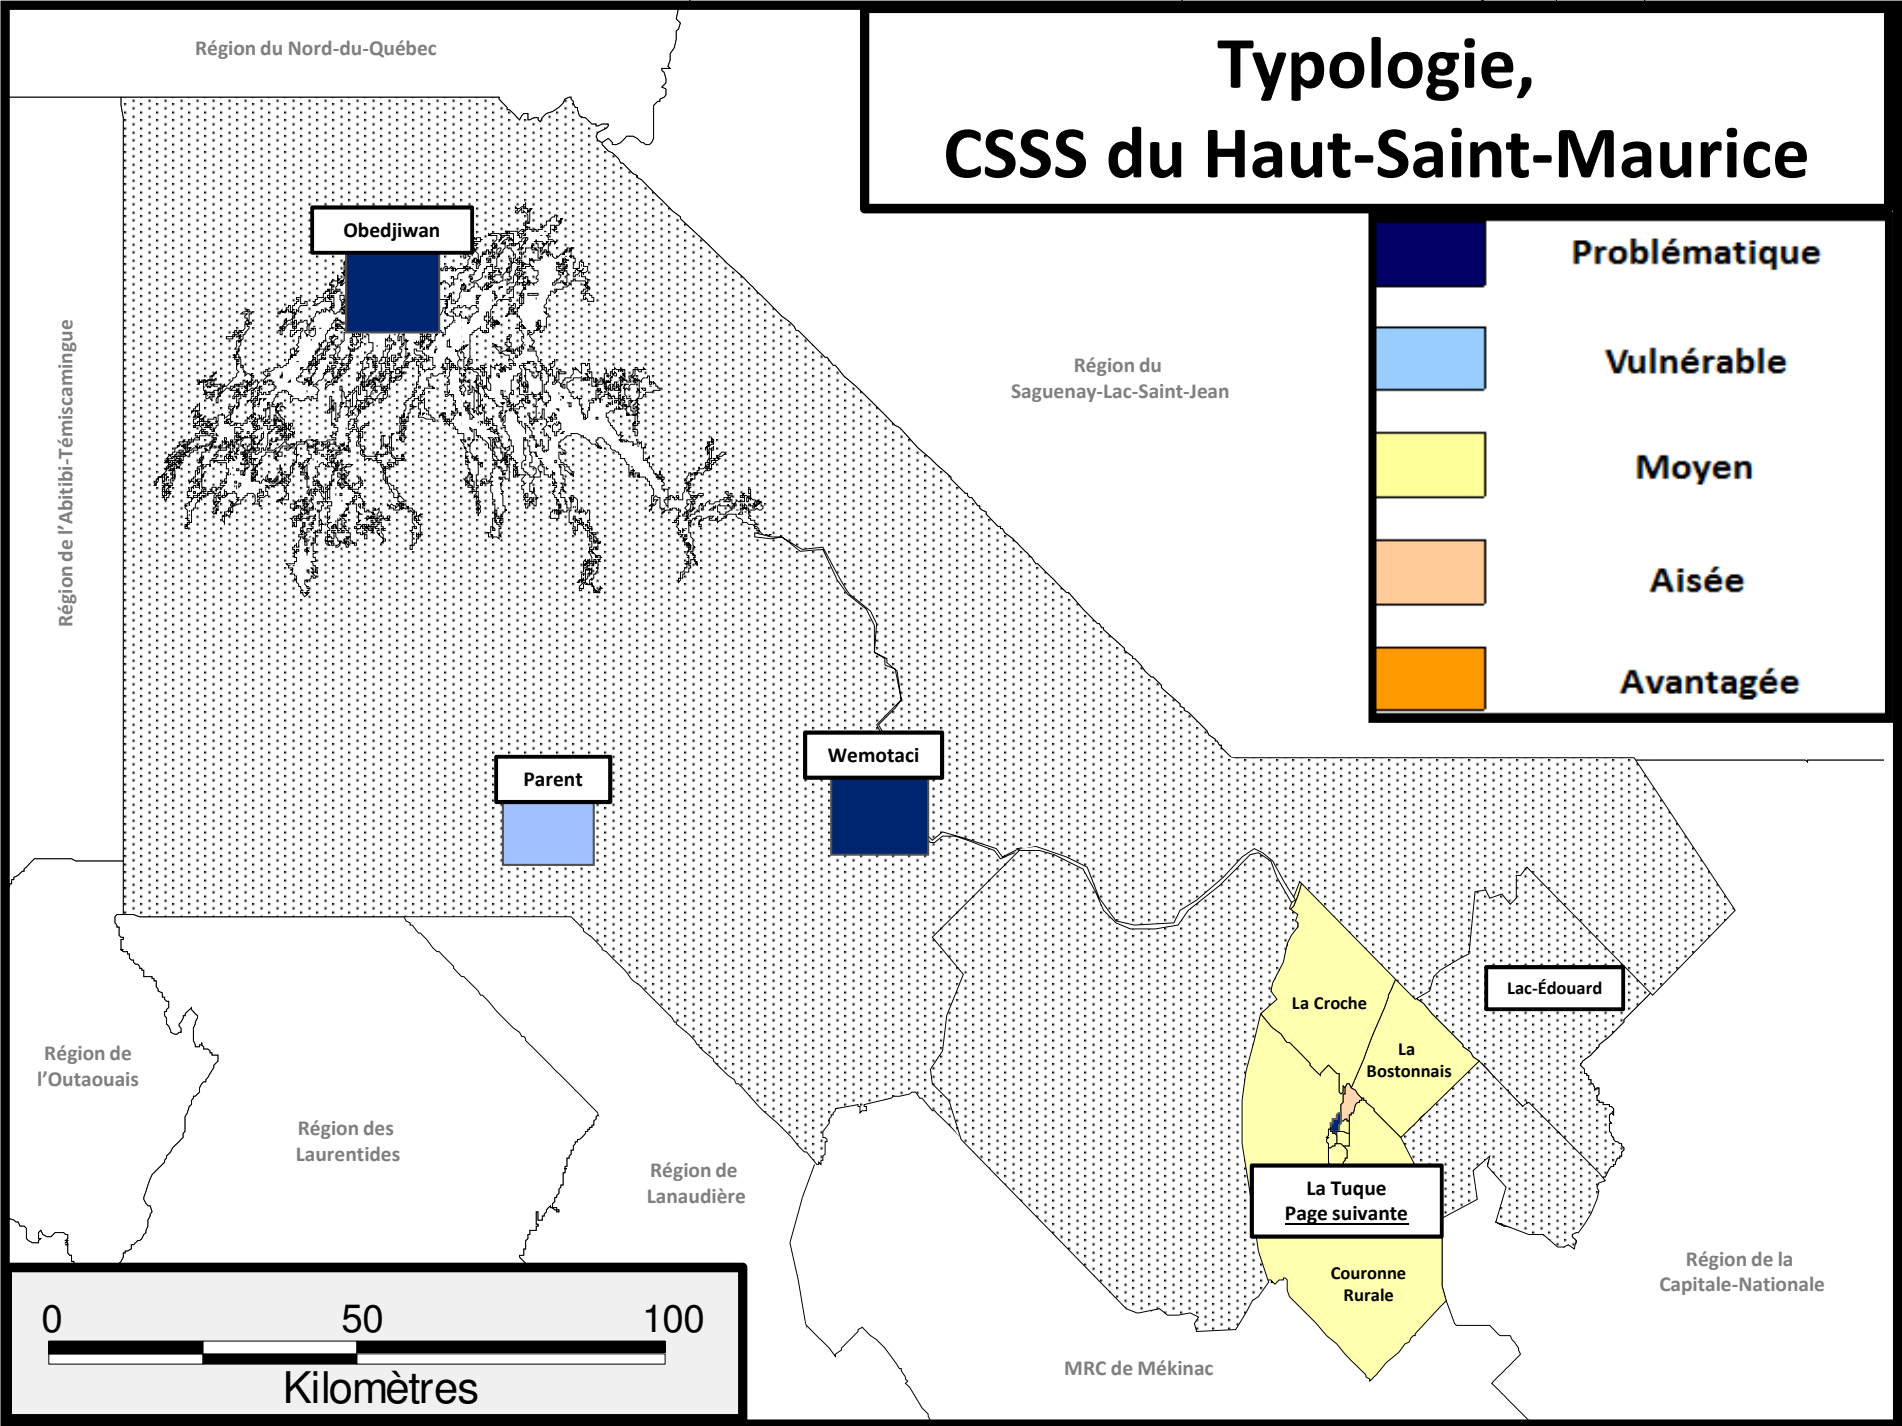 Typologie,
CSSS du Haut-Saint-Maurice
Région du Nord-du-Québec
Problématique
Vulnérable
Moyen
Aisée
Avantagée
Obedjiwan
Région de l'Abitibi-Témiscamingue
Région du
Saguenay-Lac-Saint-Jean
Parent
Wemotaci
Lac-Édouard
La Croche
La
Bostonnais
Région de
l'Outaouais
Région des
Laurentides
Région de
Lanaudière
La Tuque
Page suivante
Couronne
Rurale
Région de la
Capitale-Nationale
MRC de Mékinac
0 50 100
Kilomètres